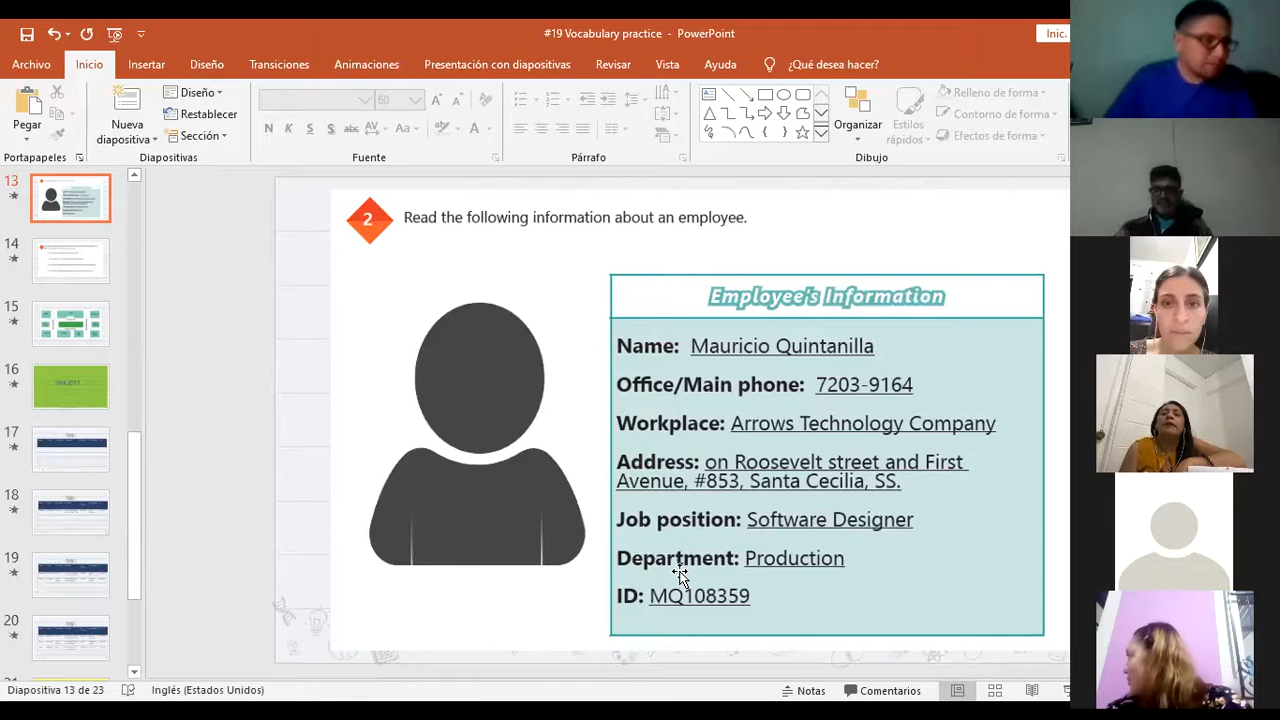 #19 Vocabulary practice - PowerPoint
Inic.
Archivo Inicio Insertar Diseño Transiciones Animaciones Presentación con diapositivas Revisar Vista Ayuda ¿Qué desea hacer?
Pegar
Nueva diapositiva
Diseño
Restablecer
Sección
60
N K S S abc AV Aa
A A
Organizar
Estilos rápidos
Relleno de forma
Contorno de forma
Efectos de forma
Portapapeles Diapositivas Fuente Párrafo Dibujo
13
14
15
16
17
18
19
20
2 Read the following information about an employee.
Employee's Information
Name: Mauricio Quintanilla
Office/Main phone: 7203-9164
Workplace: Arrows Technology Company
Address: on Roosevelt street and First
Avenue, #853, Santa Cecilia, SS.
Job position: Software Designer
Department: Production
ID: MQ108359
Diapositiva 13 de 23 Inglés (Estados Unidos) Notas Comentarios